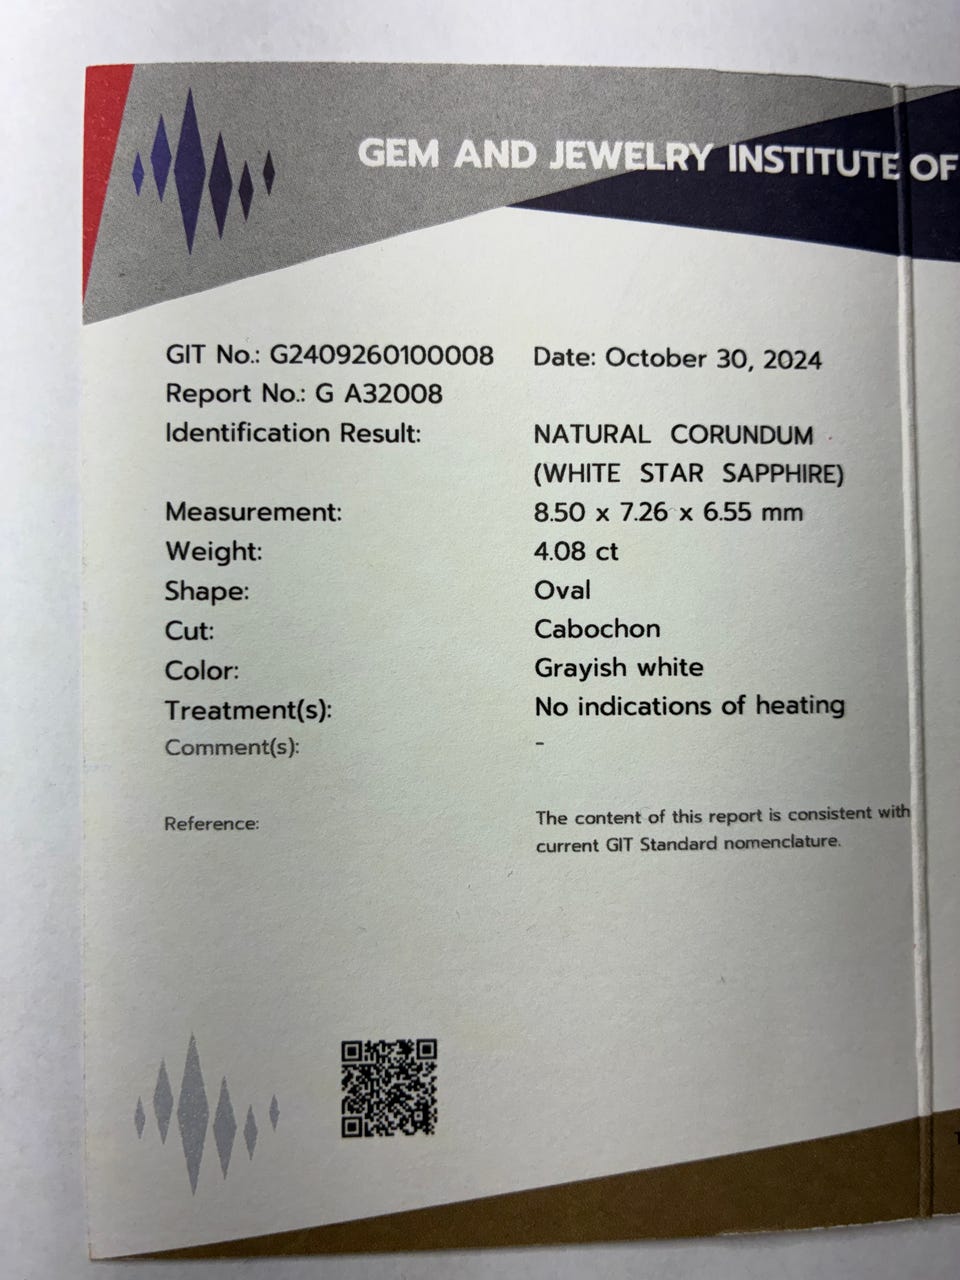 GEM AND JEWELRY INSTITUTE OF
GIT No.: G2409260100008 Date: October 30, 2024
Report No.: G A32008
Identification Result: NATURAL CORUNDUM
(WHITE STAR SAPPHIRE)
Measurement: 8.50 x 7.26 x 6.55 mm
Weight: 4.08 ct
Shape: Oval
Cut: Cabochon
Color: Grayish white
Treatment(s): No indications of heating
Comment(s): -
Reference: The content of this report is consistent with
current GIT Standard nomenclature.